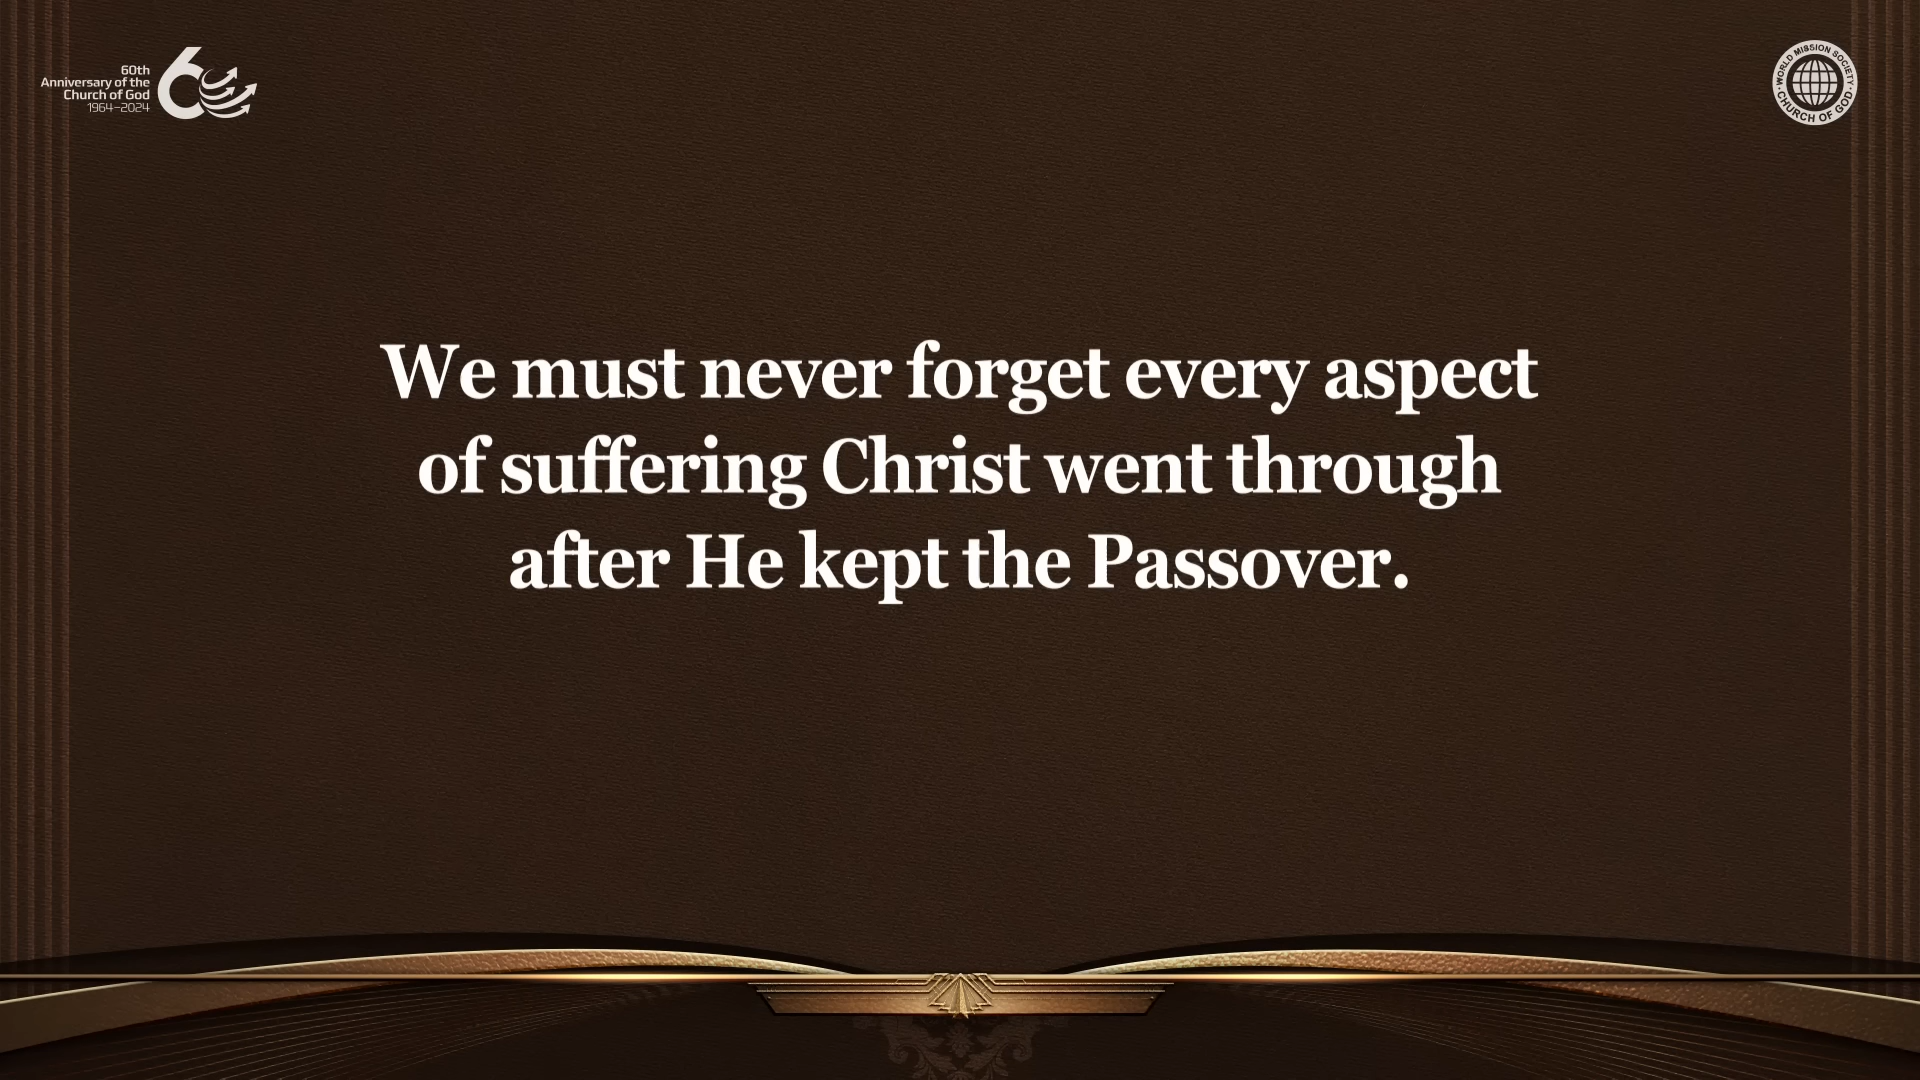 60th
Anniversary of the
Church of God
1964–2024
WORLD MISSION SOCIETY
CHURCH OF GOD
We must never forget every aspect
of suffering Christ went through
after He kept the Passover.